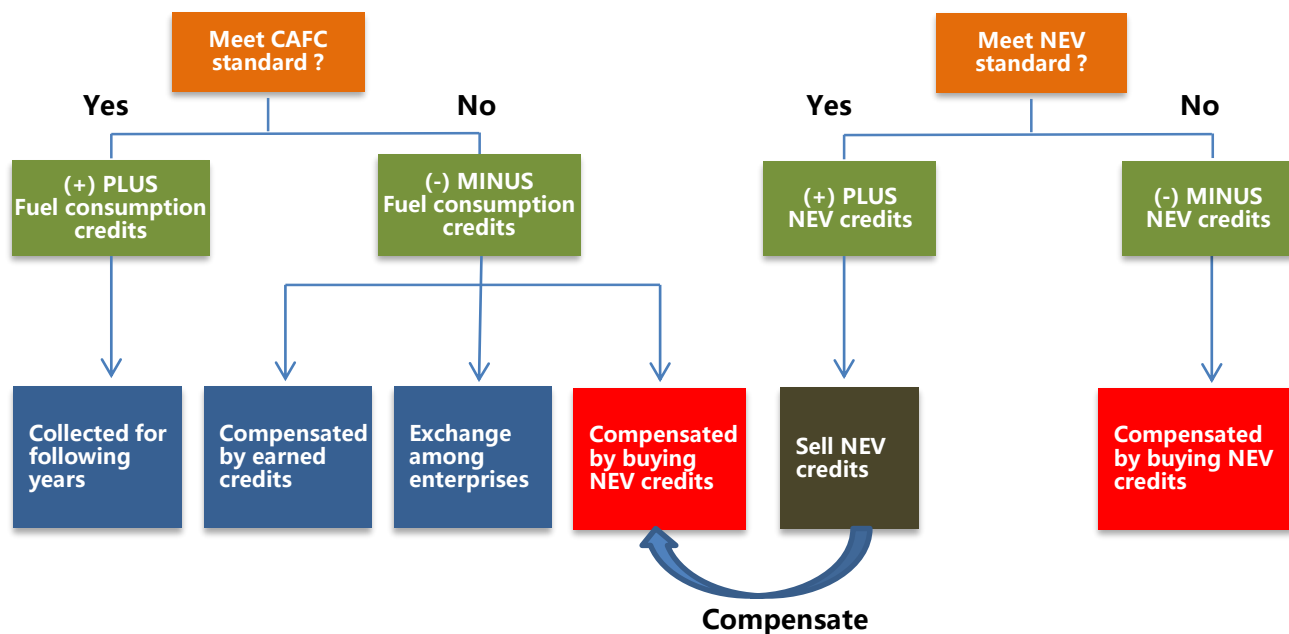 Meet CAFC
standard ?
Meet NEV
standard ?
Yes
No
Yes
No
(+) PLUS
Fuel consumption
credits
(-) MINUS
Fuel consumption
credits
(+) PLUS
NEV credits
(-) MINUS
NEV credits
Collected for
following
years
Compensated
by earned
credits
Exchange
among
enterprises
Compensated
by buying
NEV credits
Sell NEV
credits
Compensated
by buying NEV
credits
Compensate